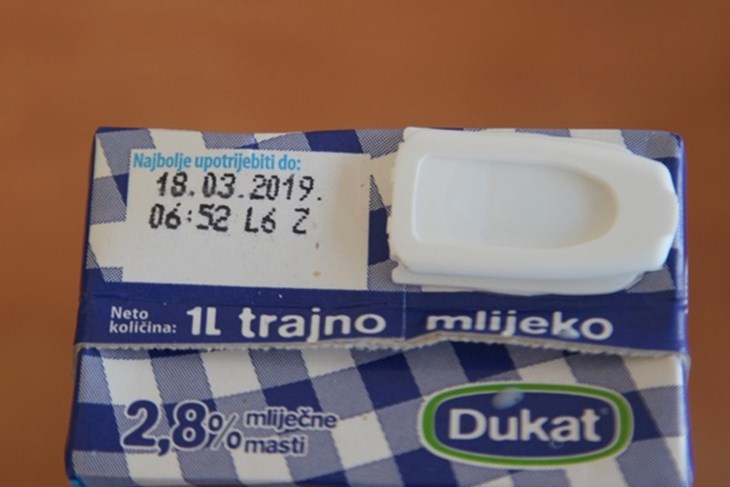 Najbolje upotrijebiti do:
18.03.2019.
06:52 L6 Z
Neto količina: 1L trajno mlijeko
2,8% mliječne masti
Dukat